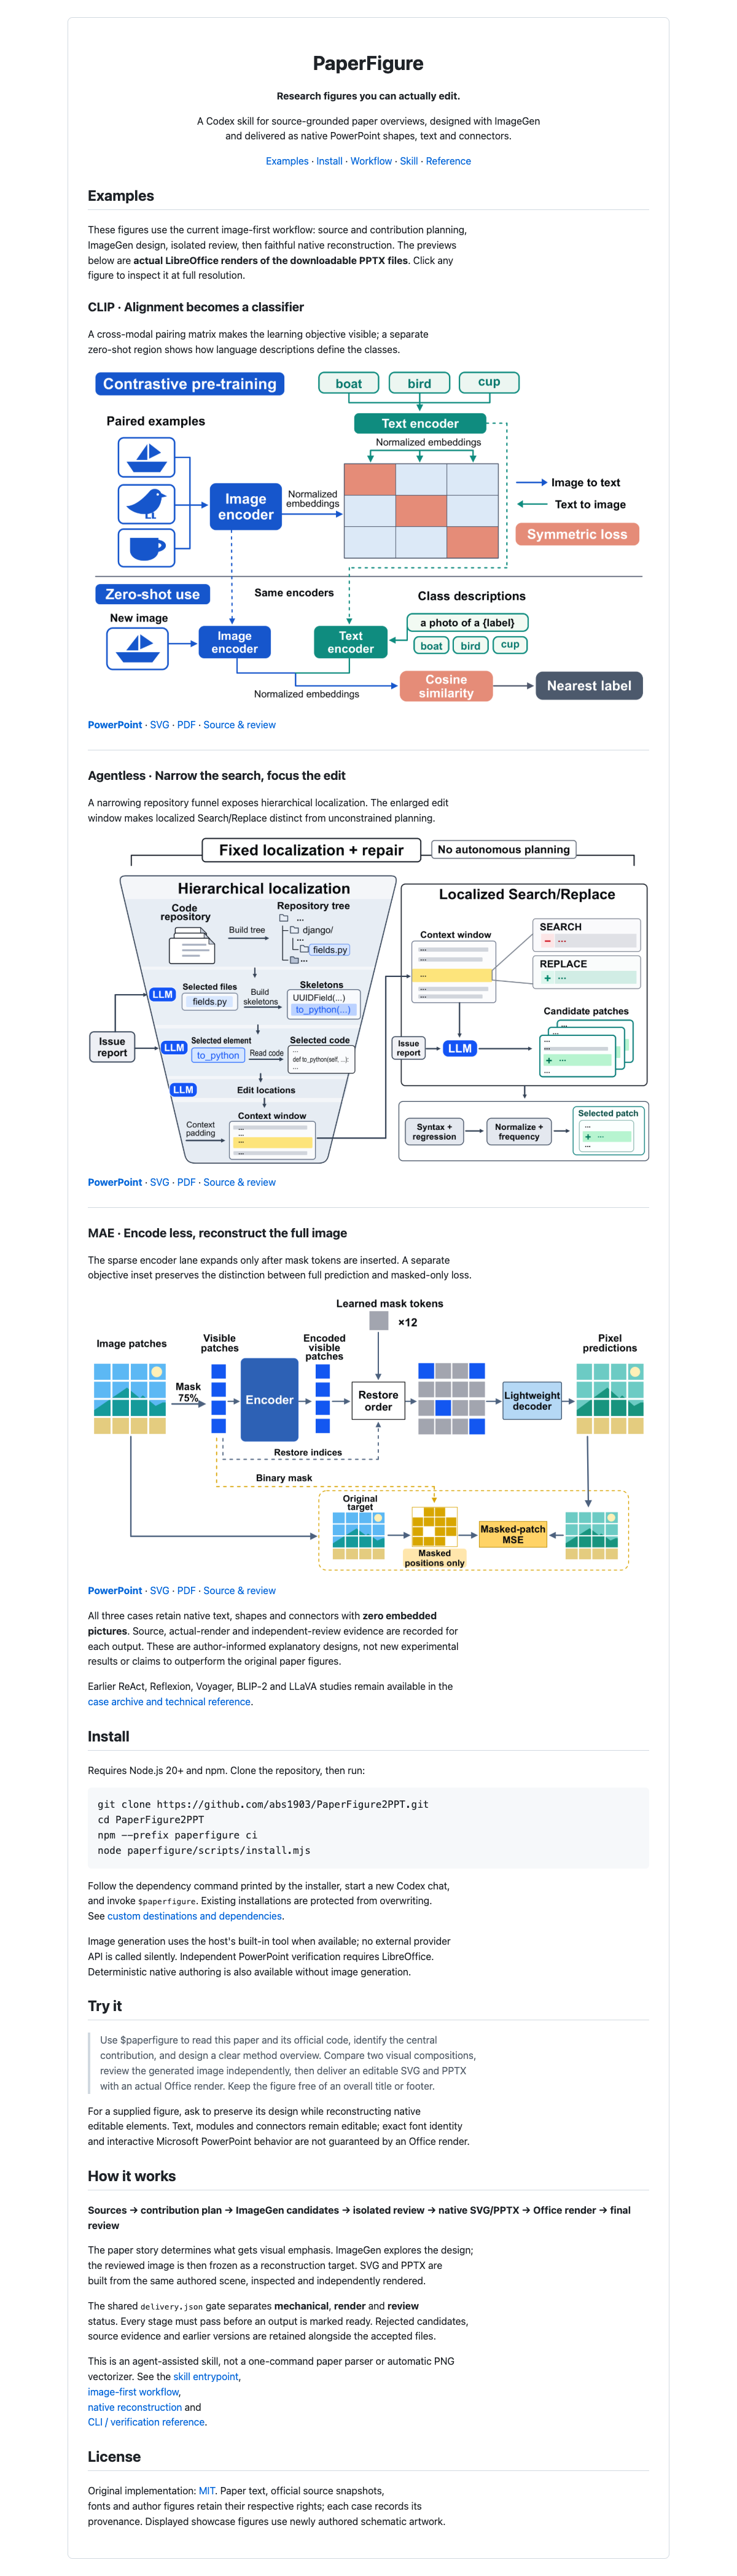 PaperFigure
Research figures you can actually edit.
A Codex skill for source-grounded paper overviews, designed with ImageGen
and delivered as native PowerPoint shapes, text and connectors.
Examples · Install · Workflow · Skill · Reference
Examples
These figures use the current image-first workflow: source and contribution planning,
ImageGen design, isolated review, then faithful native reconstruction. The previews
below are actual LibreOffice renders of the downloadable PPTX files. Click any
figure to inspect it at full resolution.
CLIP · Alignment becomes a classifier
A cross-modal pairing matrix makes the learning objective visible; a separate
zero-shot region shows how language descriptions define the classes.
Contrastive pre-training
boat
bird
cup
Paired examples
Text encoder
Normalized embeddings
Image
encoder
Normalized
embeddings
Image to text
Text to image
Symmetric loss
Zero-shot use
Same encoders
Class descriptions
New image
a photo of a {label}
Image
encoder
Text
encoder
boat
bird
cup
Normalized embeddings
Cosine
similarity
Nearest label
PowerPoint · SVG · PDF · Source & review
Agentless · Narrow the search, focus the edit
A narrowing repository funnel exposes hierarchical localization. The enlarged edit
window makes localized Search/Replace distinct from unconstrained planning.
Fixed localization + repair
No autonomous planning
Hierarchical localization
Code
repository
Build tree
Repository tree
...
django/
...
fields.py
...
LLM
Selected files
fields.py
Build
skeletons
Skeletons
UUIDField(...)
to_python(...)
Issue
report
LLM
Selected element
to_python
Read code
Selected code
...
def to_python(self, ...):
...
LLM
Edit locations
Context
padding
Context window
...
...
...
Localized Search/Replace
Context window
...
...
...
SEARCH
− ...
REPLACE
+ ...
Issue
report
LLM
Candidate patches
...
...
...
+ ...
...
Syntax +
regression
Normalize +
frequency
Selected patch
...
+ ...
...
PowerPoint · SVG · PDF · Source & review
MAE · Encode less, reconstruct the full image
The sparse encoder lane expands only after mask tokens are inserted. A separate
objective inset preserves the distinction between full prediction and masked-only loss.
Learned mask tokens
×12
Image patches
Mask
75%
Visible
patches
Encoder
Encoded
visible
patches
Restore
order
Lightweight
decoder
Pixel
predictions
Restore indices
Binary mask
Original
target
Masked
positions only
Masked-patch
MSE
PowerPoint · SVG · PDF · Source & review
All three cases retain native text, shapes and connectors with zero embedded
pictures. Source, actual-render and independent-review evidence are recorded for
each output. These are author-informed explanatory designs, not new experimental
results or claims to outperform the original paper figures.
Earlier ReAct, Reflexion, Voyager, BLIP-2 and LLaVA studies remain available in the
case archive and technical reference.
Install
Requires Node.js 20+ and npm. Clone the repository, then run:
git clone https://github.com/abs1903/PaperFigure2PPT.git
cd PaperFigure2PPT
npm --prefix paperfigure ci
node paperfigure/scripts/install.mjs
Follow the dependency command printed by the installer, start a new Codex chat,
and invoke $paperfigure. Existing installations are protected from overwriting.
See custom destinations and dependencies.
Image generation uses the host's built-in tool when available; no external provider
API is called silently. Independent PowerPoint verification requires LibreOffice.
Deterministic native authoring is also available without image generation.
Try it
Use $paperfigure to read this paper and its official code, identify the central
contribution, and design a clear method overview. Compare two visual compositions,
review the generated image independently, then deliver an editable SVG and PPTX
with an actual Office render. Keep the figure free of an overall title or footer.
For a supplied figure, ask to preserve its design while reconstructing native
editable elements. Text, modules and connectors remain editable; exact font identity
and interactive Microsoft PowerPoint behavior are not guaranteed by an Office render.
How it works
Sources → contribution plan → ImageGen candidates → isolated review → native SVG/PPTX → Office render → final
review
The paper story determines what gets visual emphasis. ImageGen explores the design;
the reviewed image is then frozen as a reconstruction target. SVG and PPTX are
built from the same authored scene, inspected and independently rendered.
The shared delivery.json gate separates mechanical, render and review
status. Every stage must pass before an output is marked ready. Rejected candidates,
source evidence and earlier versions are retained alongside the accepted files.
This is an agent-assisted skill, not a one-command paper parser or automatic PNG
vectorizer. See the skill entrypoint,
image-first workflow,
native reconstruction and
CLI / verification reference.
License
Original implementation: MIT. Paper text, official source snapshots,
fonts and author figures retain their respective rights; each case records its
provenance. Displayed showcase figures use newly authored schematic artwork.